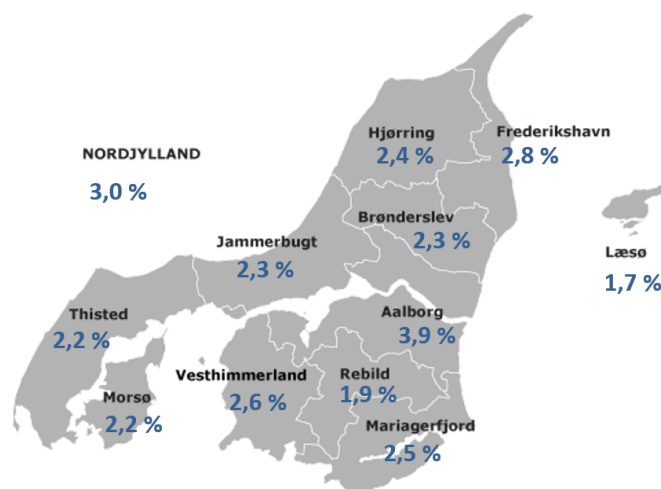 Hjørring
2,4 %
Frederikshavn
2,8 %
NORDJYLLAND
3,0 %
Brønderslev
2,3 %
Jammerbugt
2,3 %
Læsø
1,7 %
Thisted
2,2 %
Aalborg
3,9 %
Vesthimmerland
2,6 %
Rebild
1,9 %
Morsø
2,2 %
Mariagerfjord
2,5 %